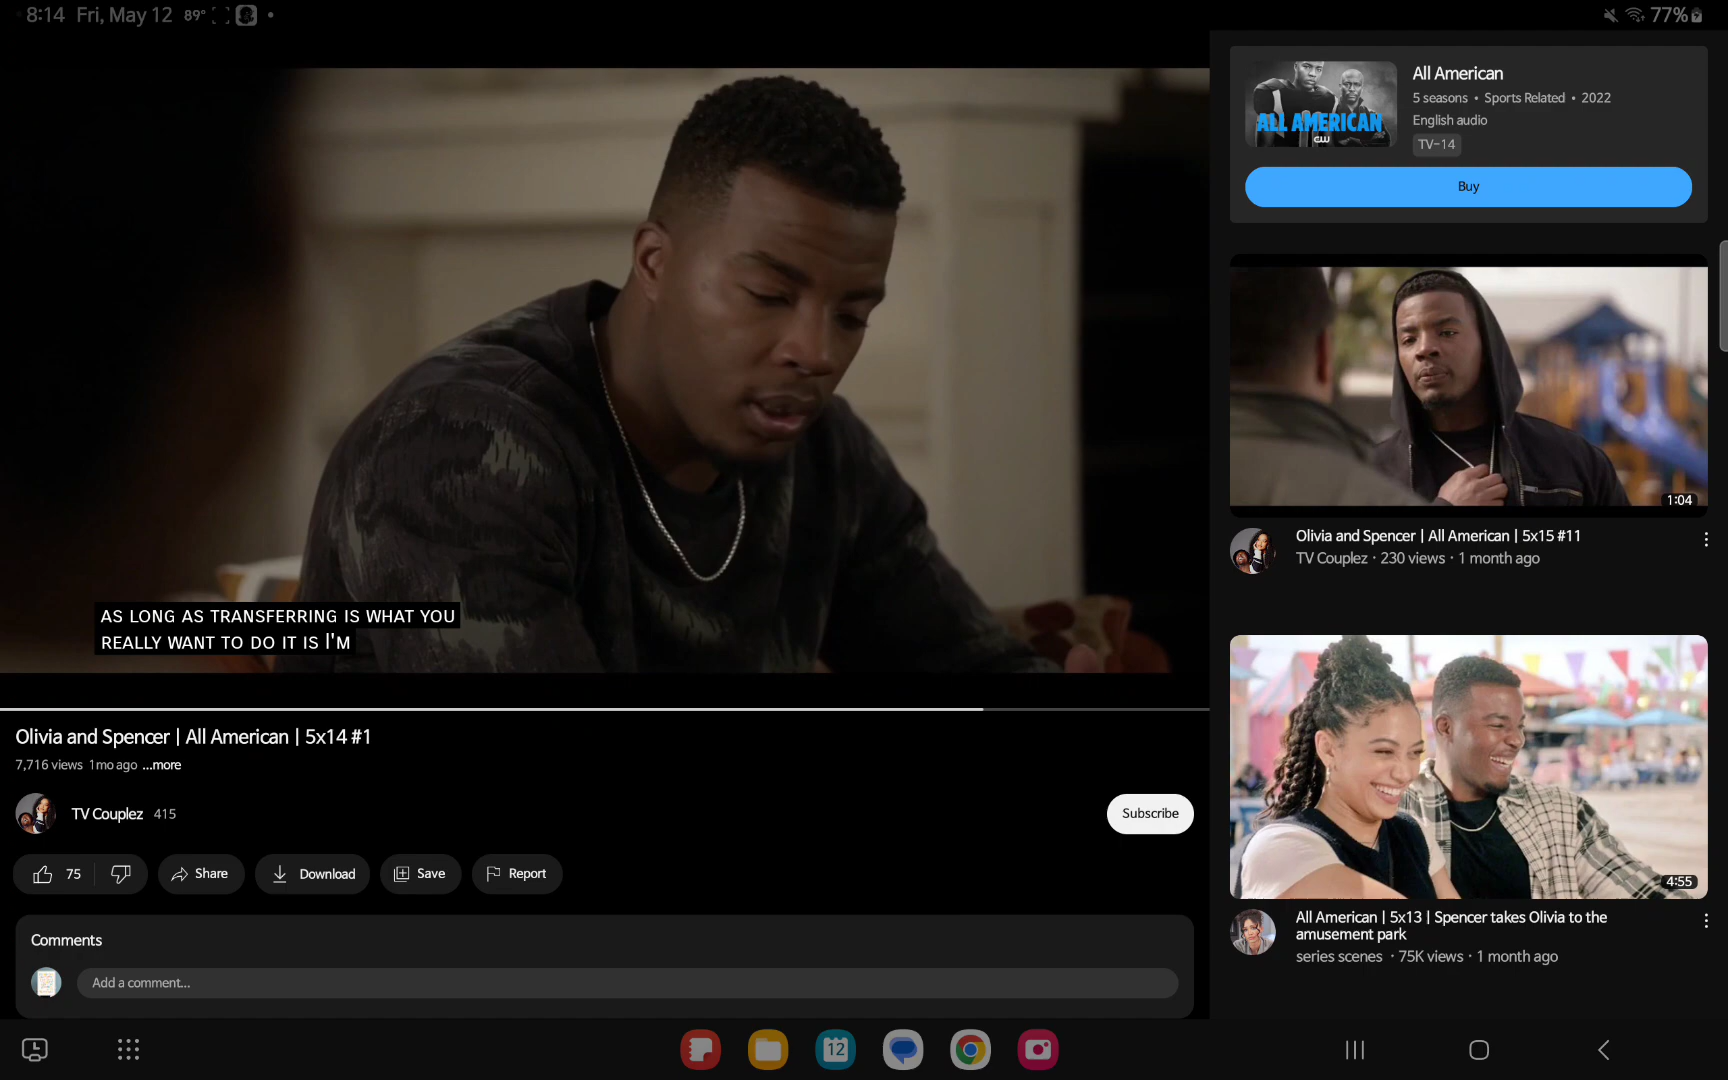 8:14 Fri, May 12 89°
77%
AS LONG AS TRANSFERRING IS WHAT YOU
REALLY WANT TO DO IT IS I'M
Olivia and Spencer | All American | 5x14 #1
7,716 views 1mo ago ...more
TV Couplez 415
Subscribe
75
Share
Download
Save
Report
Comments
Add a comment...
ALL AMERICAN
CW
All American
5 seasons • Sports Related • 2022
English audio
TV-14
Buy
1:04
Olivia and Spencer | All American | 5x15 #11
TV Couplez · 230 views · 1 month ago
4:55
All American | 5x13 | Spencer takes Olivia to the
amusement park
series scenes · 75K views · 1 month ago
12